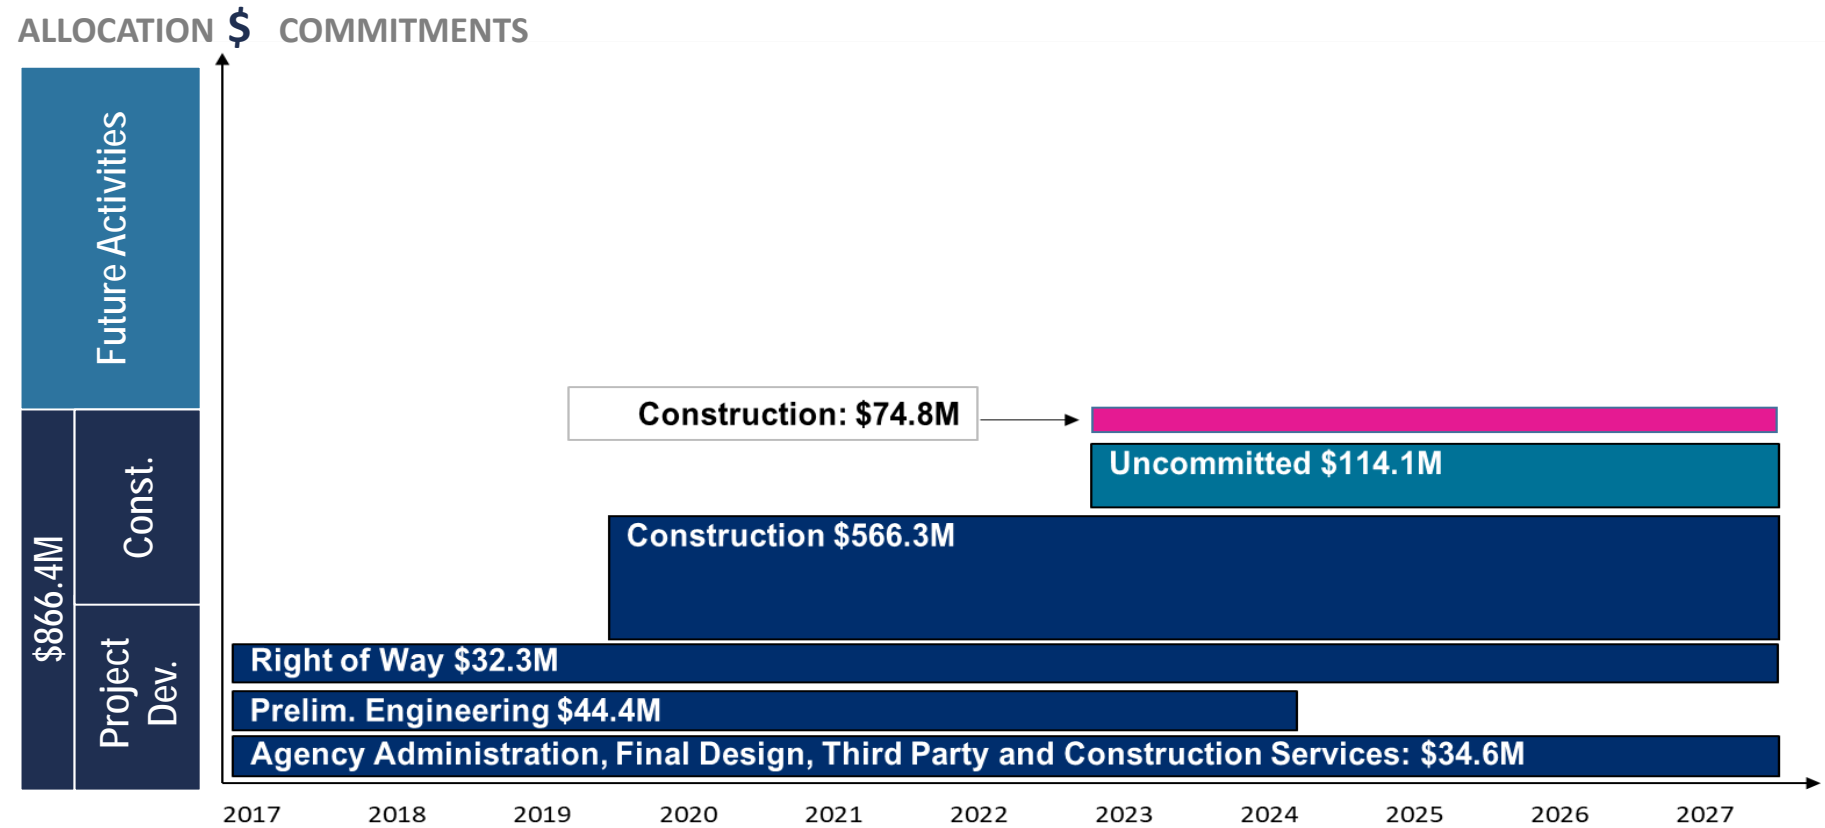 ALLOCATION $ COMMITMENTS
Future Activities
$866.4M
Const.
Project
Dev.
Construction: $74.8M
Uncommitted $114.1M
Construction $566.3M
Right of Way $32.3M
Prelim. Engineering $44.4M
Agency Administration, Final Design, Third Party and Construction Services: $34.6M
2017 2018 2019 2020 2021 2022 2023 2024 2025 2026 2027